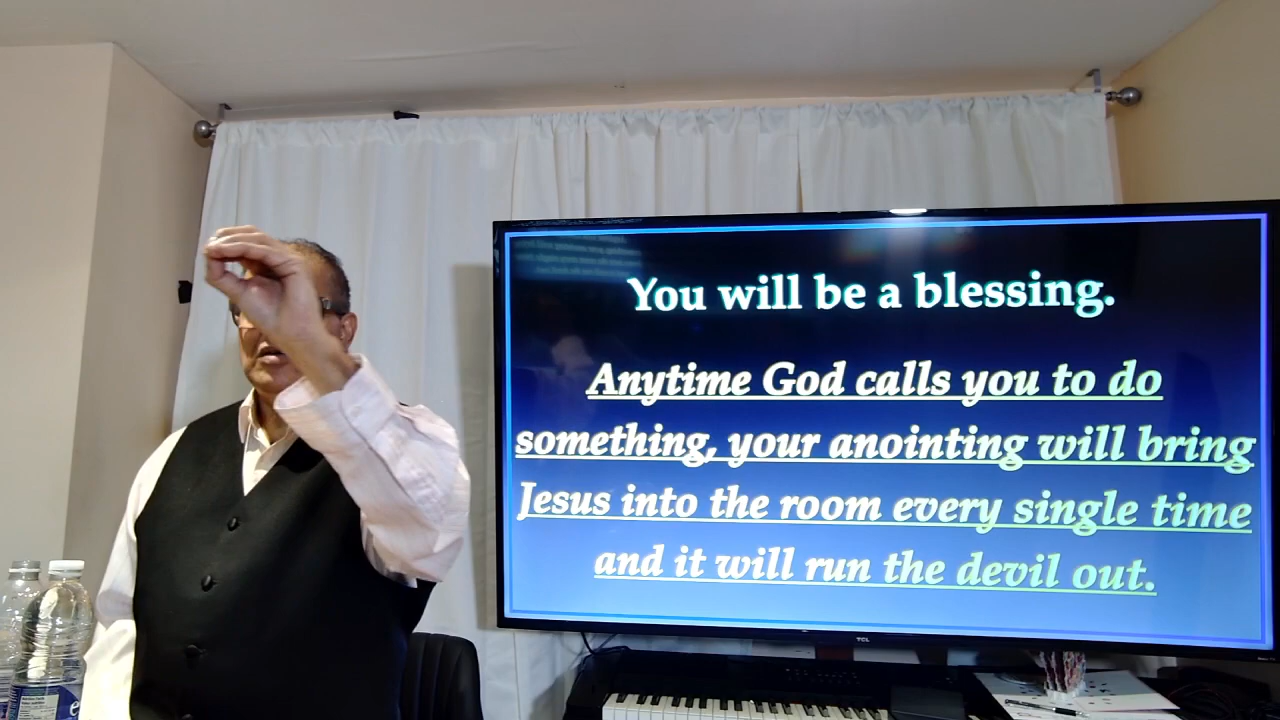 You will be a blessing.
Anytime God calls you to do
something, your anointing will bring
Jesus into the room every single time
and it will run the devil out.
TCL